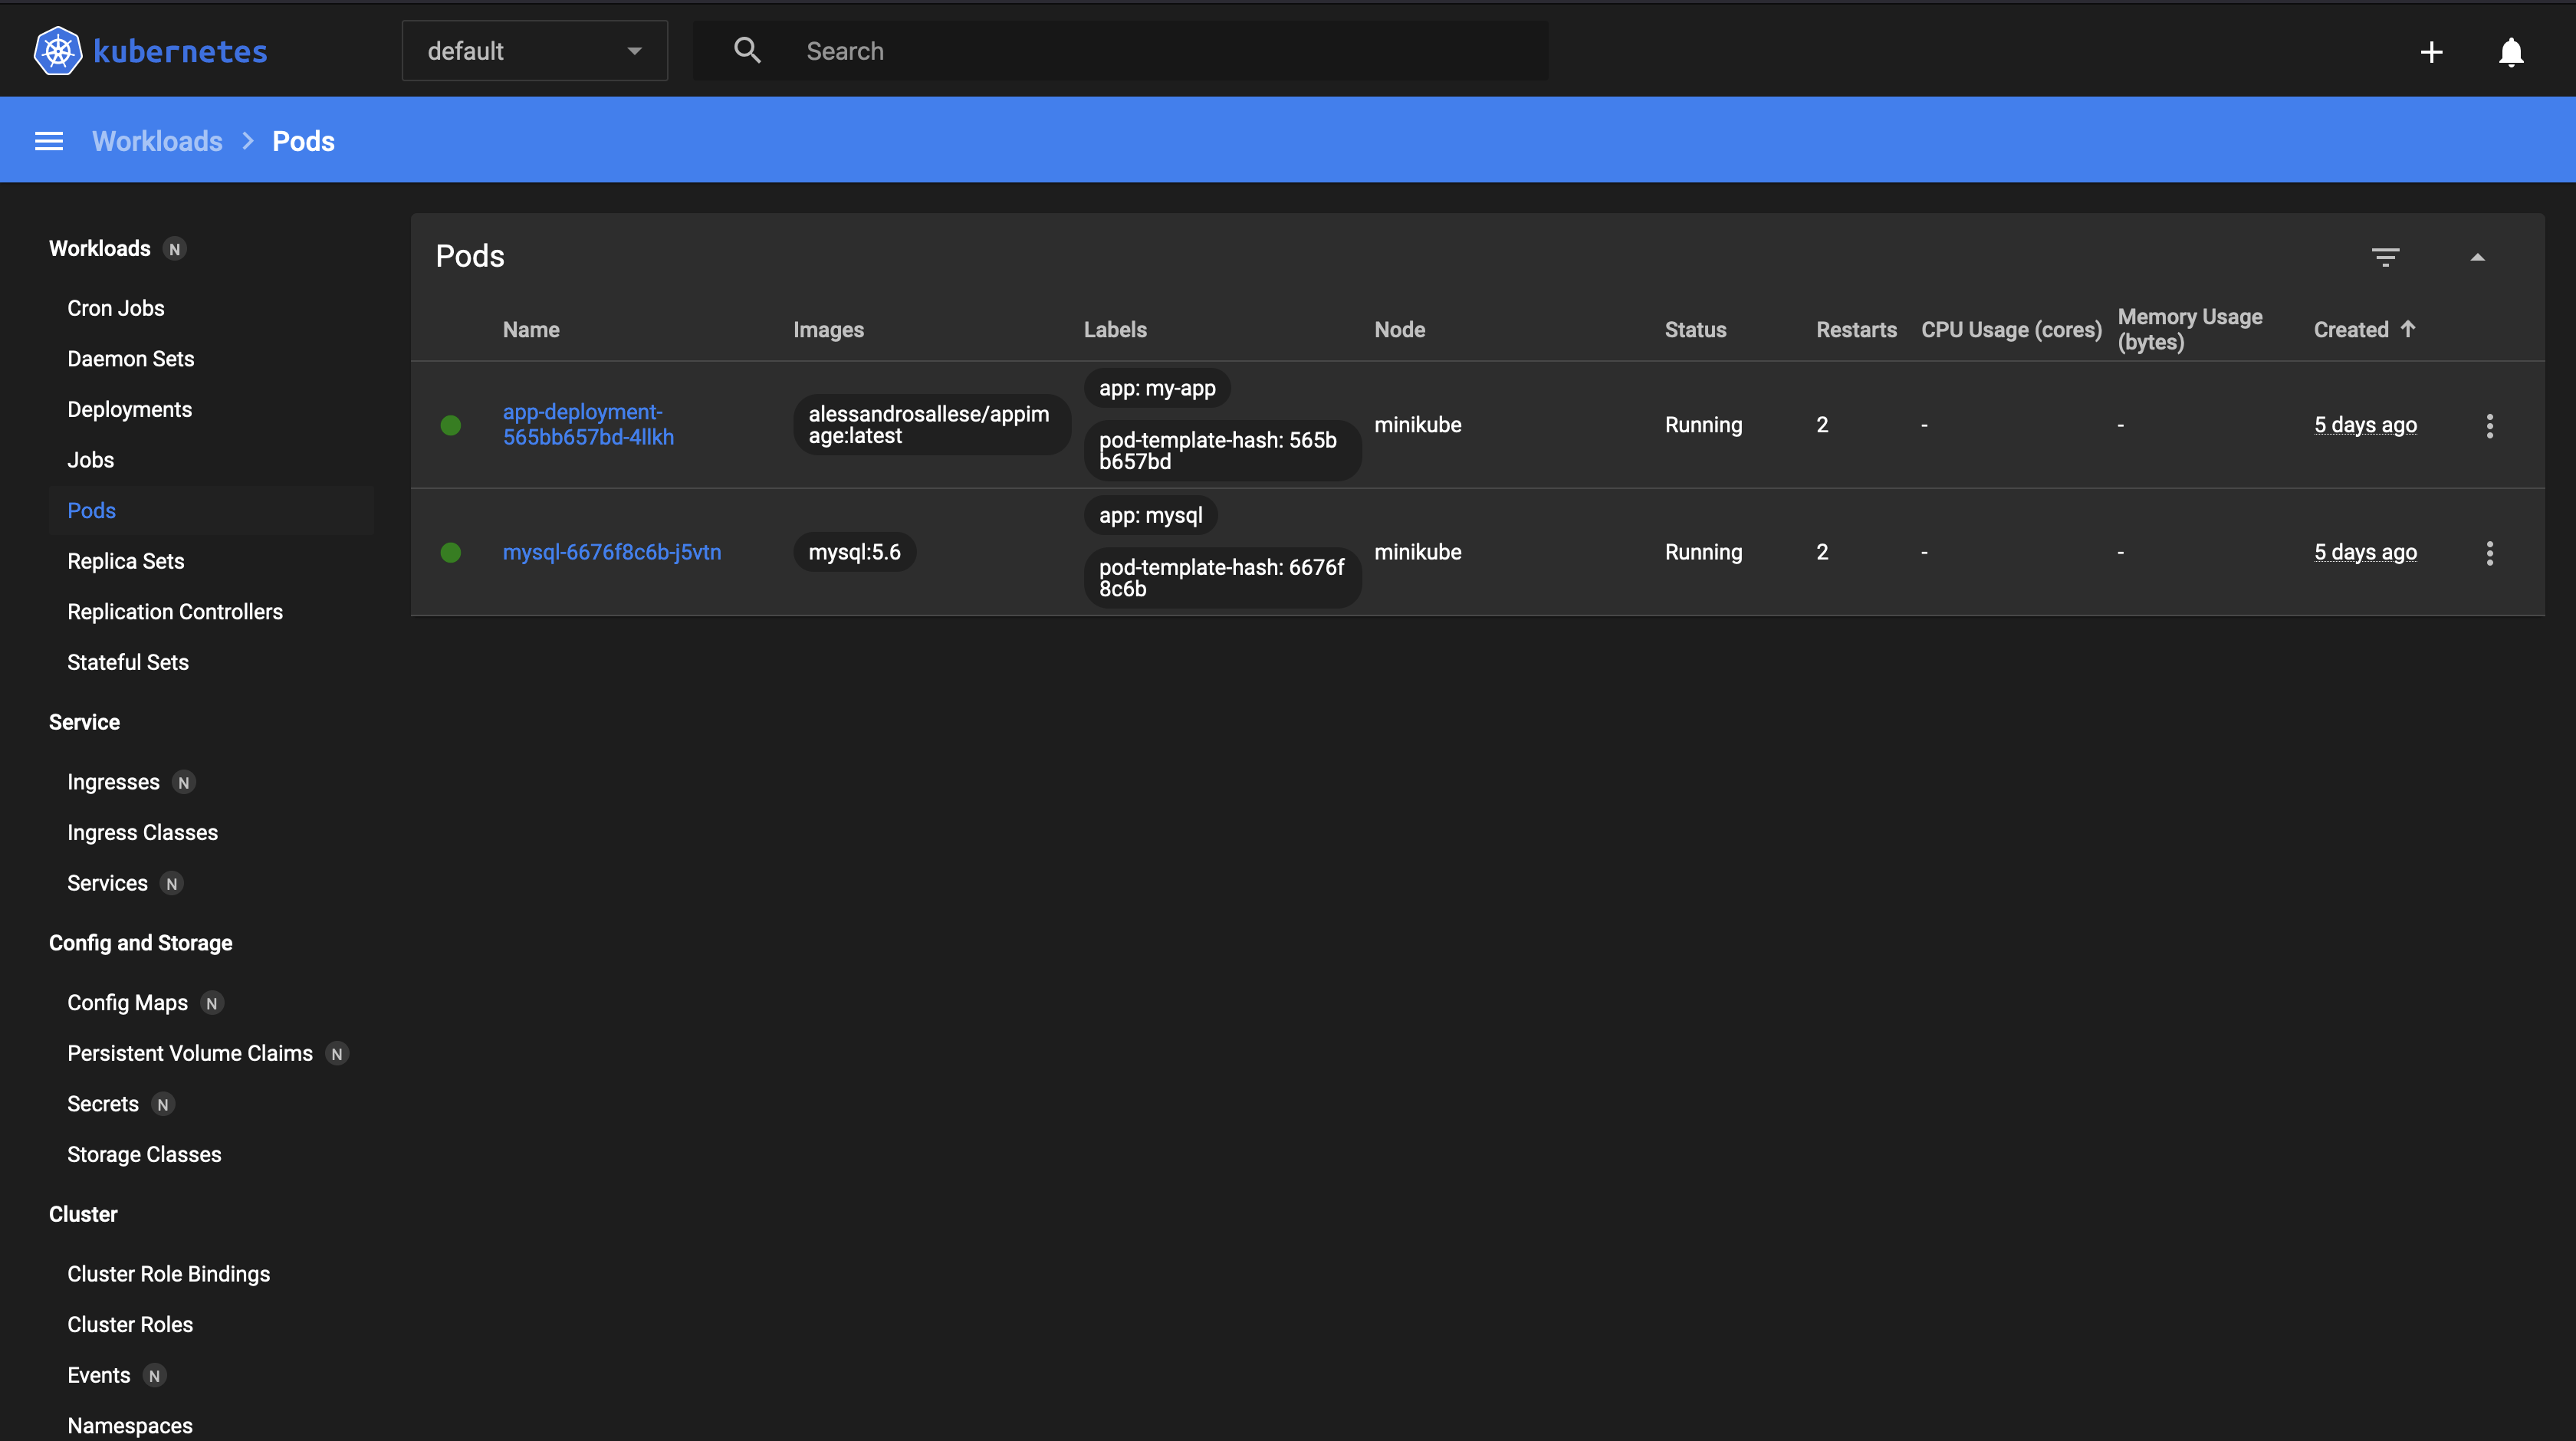 kubernetes
default
Search
Workloads > Pods
Workloads N
Cron Jobs
Daemon Sets
Deployments
Jobs
Pods
Replica Sets
Replication Controllers
Stateful Sets
Service
Ingresses N
Ingress Classes
Services N
Config and Storage
Config Maps N
Persistent Volume Claims N
Secrets N
Storage Classes
Cluster
Cluster Role Bindings
Cluster Roles
Events N
Namespaces
Pods
Name Images Labels Node Status Restarts CPU Usage (cores) Memory Usage (bytes) Created ↑
app-deployment-
565bb657bd-4llkh
alessandrosallese/appim
age:latest
app: my-app
pod-template-hash: 565b
b657bd
minikube
Running
2
-
-
5 days ago
mysql-6676f8c6b-j5vtn
mysql:5.6
app: mysql
pod-template-hash: 6676f
8c6b
minikube
Running
2
-
-
5 days ago